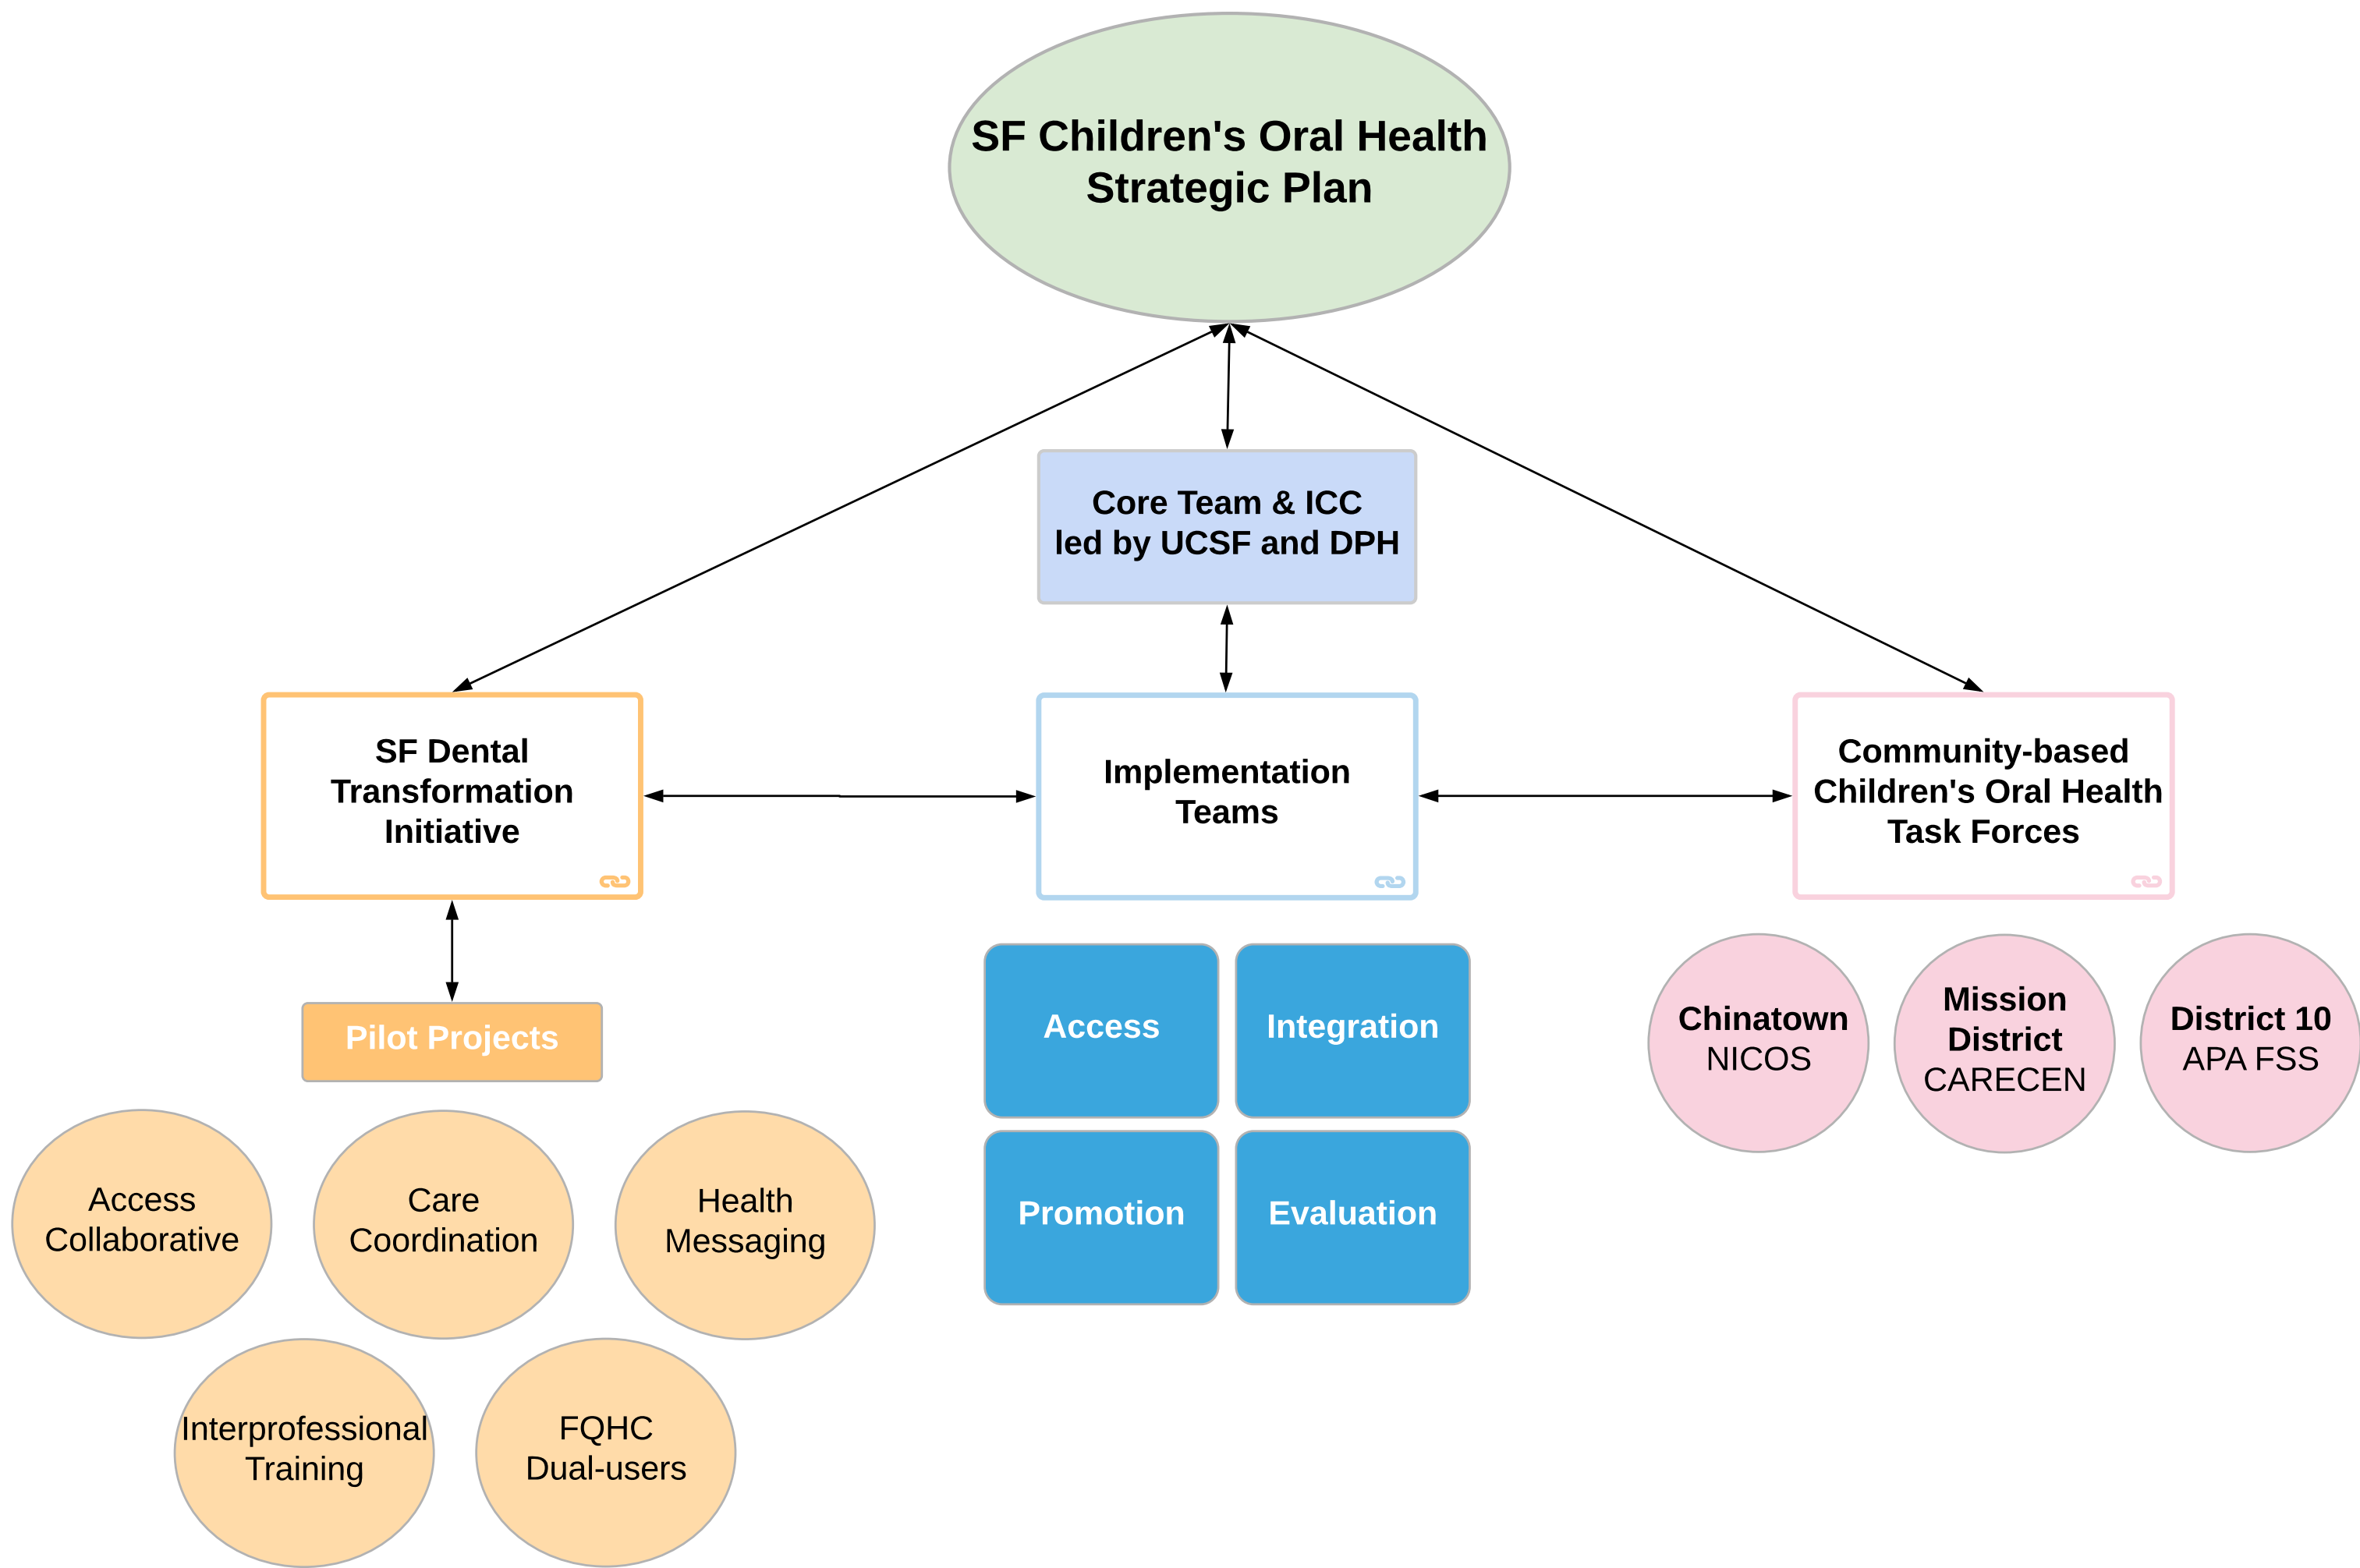 SF Children's Oral Health
Strategic Plan
Core Team & ICC
led by UCSF and DPH
SF Dental
Transformation
Initiative
Implementation
Teams
Community-based
Children's Oral Health
Task Forces
Pilot Projects
Access
Collaborative
Care
Coordination
Health
Messaging
Interprofessional
Training
FQHC
Dual-users
Access
Integration
Promotion
Evaluation
Chinatown
NICOS
Mission
District
CARECEN
District 10
APA FSS